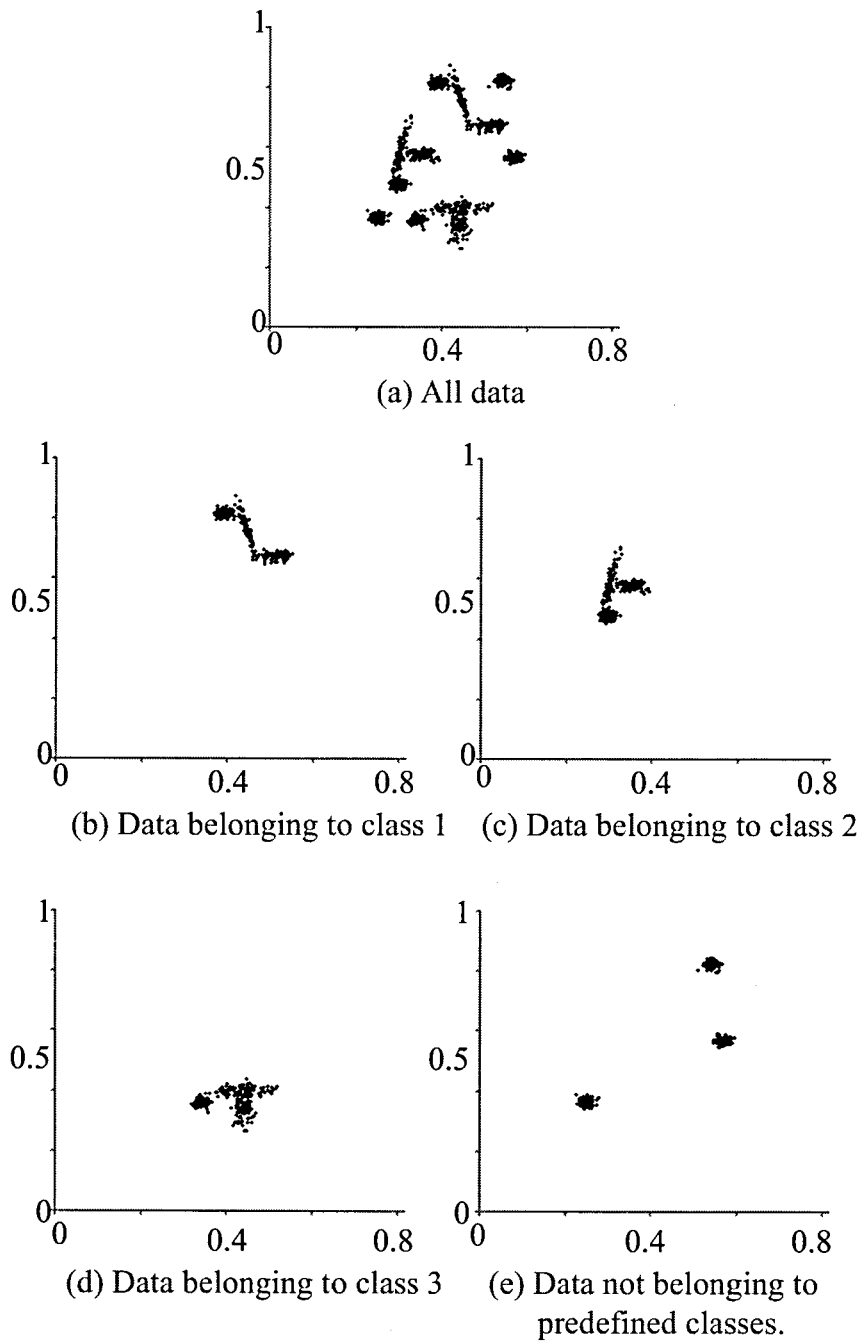 1
0.5
0
0 0.4 0.8
(a) All data
1 1
0.5 0.5
0 0
0 0.4 0.8 0 0.4 0.8
(b) Data belonging to class 1 (c) Data belonging to class 2
1 1
0.5 0.5
0 0
0 0.4 0.8 0 0.4 0.8
(d) Data belonging to class 3 (e) Data not belonging to
predefined classes.